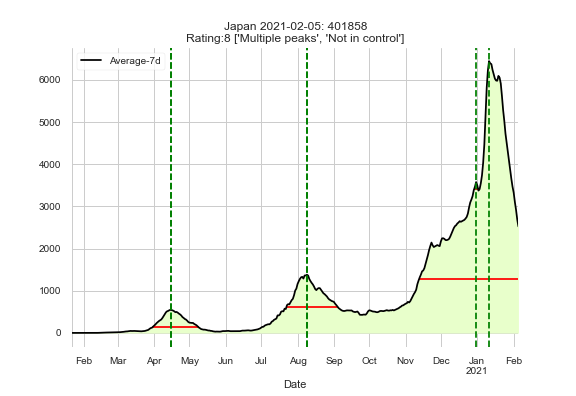 Japan 2021-02-05: 401858
Rating:8 ['Multiple peaks', 'Not in control']
Average-7d
6000
5000
4000
3000
2000
1000
0
Feb Mar Apr May Jun Jul Aug Sep Oct Nov Dec Jan Feb
2021
Date